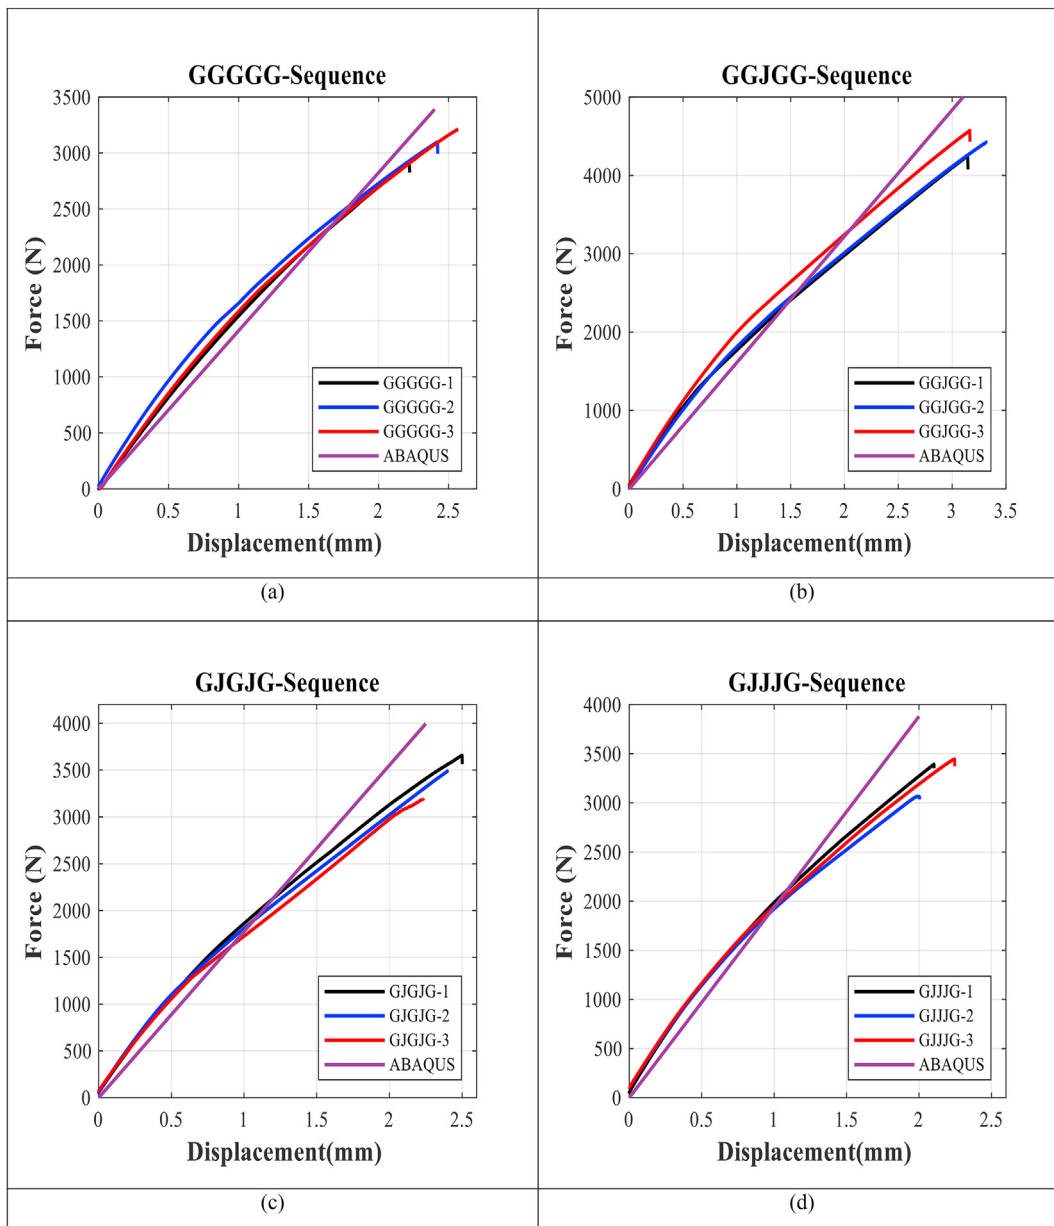 GGGGG-Sequence
3500
3000
2500
2000
1500
1000
500
0
Force (N)
GGGGG-1
GGGGG-2
GGGGG-3
ABAQUS
0 0.5 1 1.5 2 2.5
Displacement(mm)
(a)
GGJGG-Sequence
5000
4000
3000
2000
1000
0
Force (N)
GGJGG-1
GGJGG-2
GGJGG-3
ABAQUS
0 0.5 1 1.5 2 2.5 3 3.5
Displacement(mm)
(b)
GJGJG-Sequence
4000
3500
3000
2500
2000
1500
1000
500
0
Force (N)
GJGJG-1
GJGJG-2
GJGJG-3
ABAQUS
0 0.5 1 1.5 2 2.5
Displacement(mm)
(c)
GJJJG-Sequence
4000
3500
3000
2500
2000
1500
1000
500
0
Force (N)
GJJJG-1
GJJJG-2
GJJJG-3
ABAQUS
0 0.5 1 1.5 2 2.5
Displacement(mm)
(d)